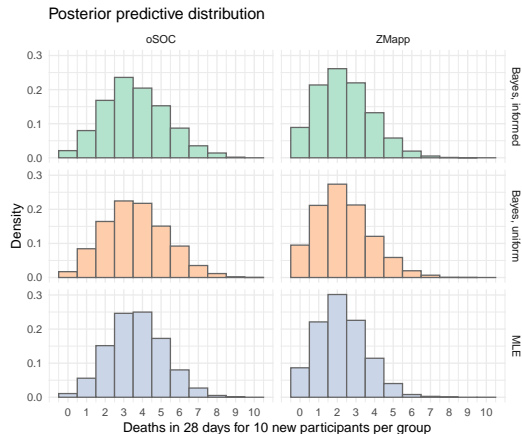 Posterior predictive distribution
oSOC ZMapp
0.3
0.2
0.1
0.0
Bayes, informed
0.3
0.2
0.1
0.0
Bayes, uniform
0.3
0.2
0.1
0.0
MLE
Density
0 1 2 3 4 5 6 7 8 9 10 0 1 2 3 4 5 6 7 8 9 10
Deaths in 28 days for 10 new participants per group